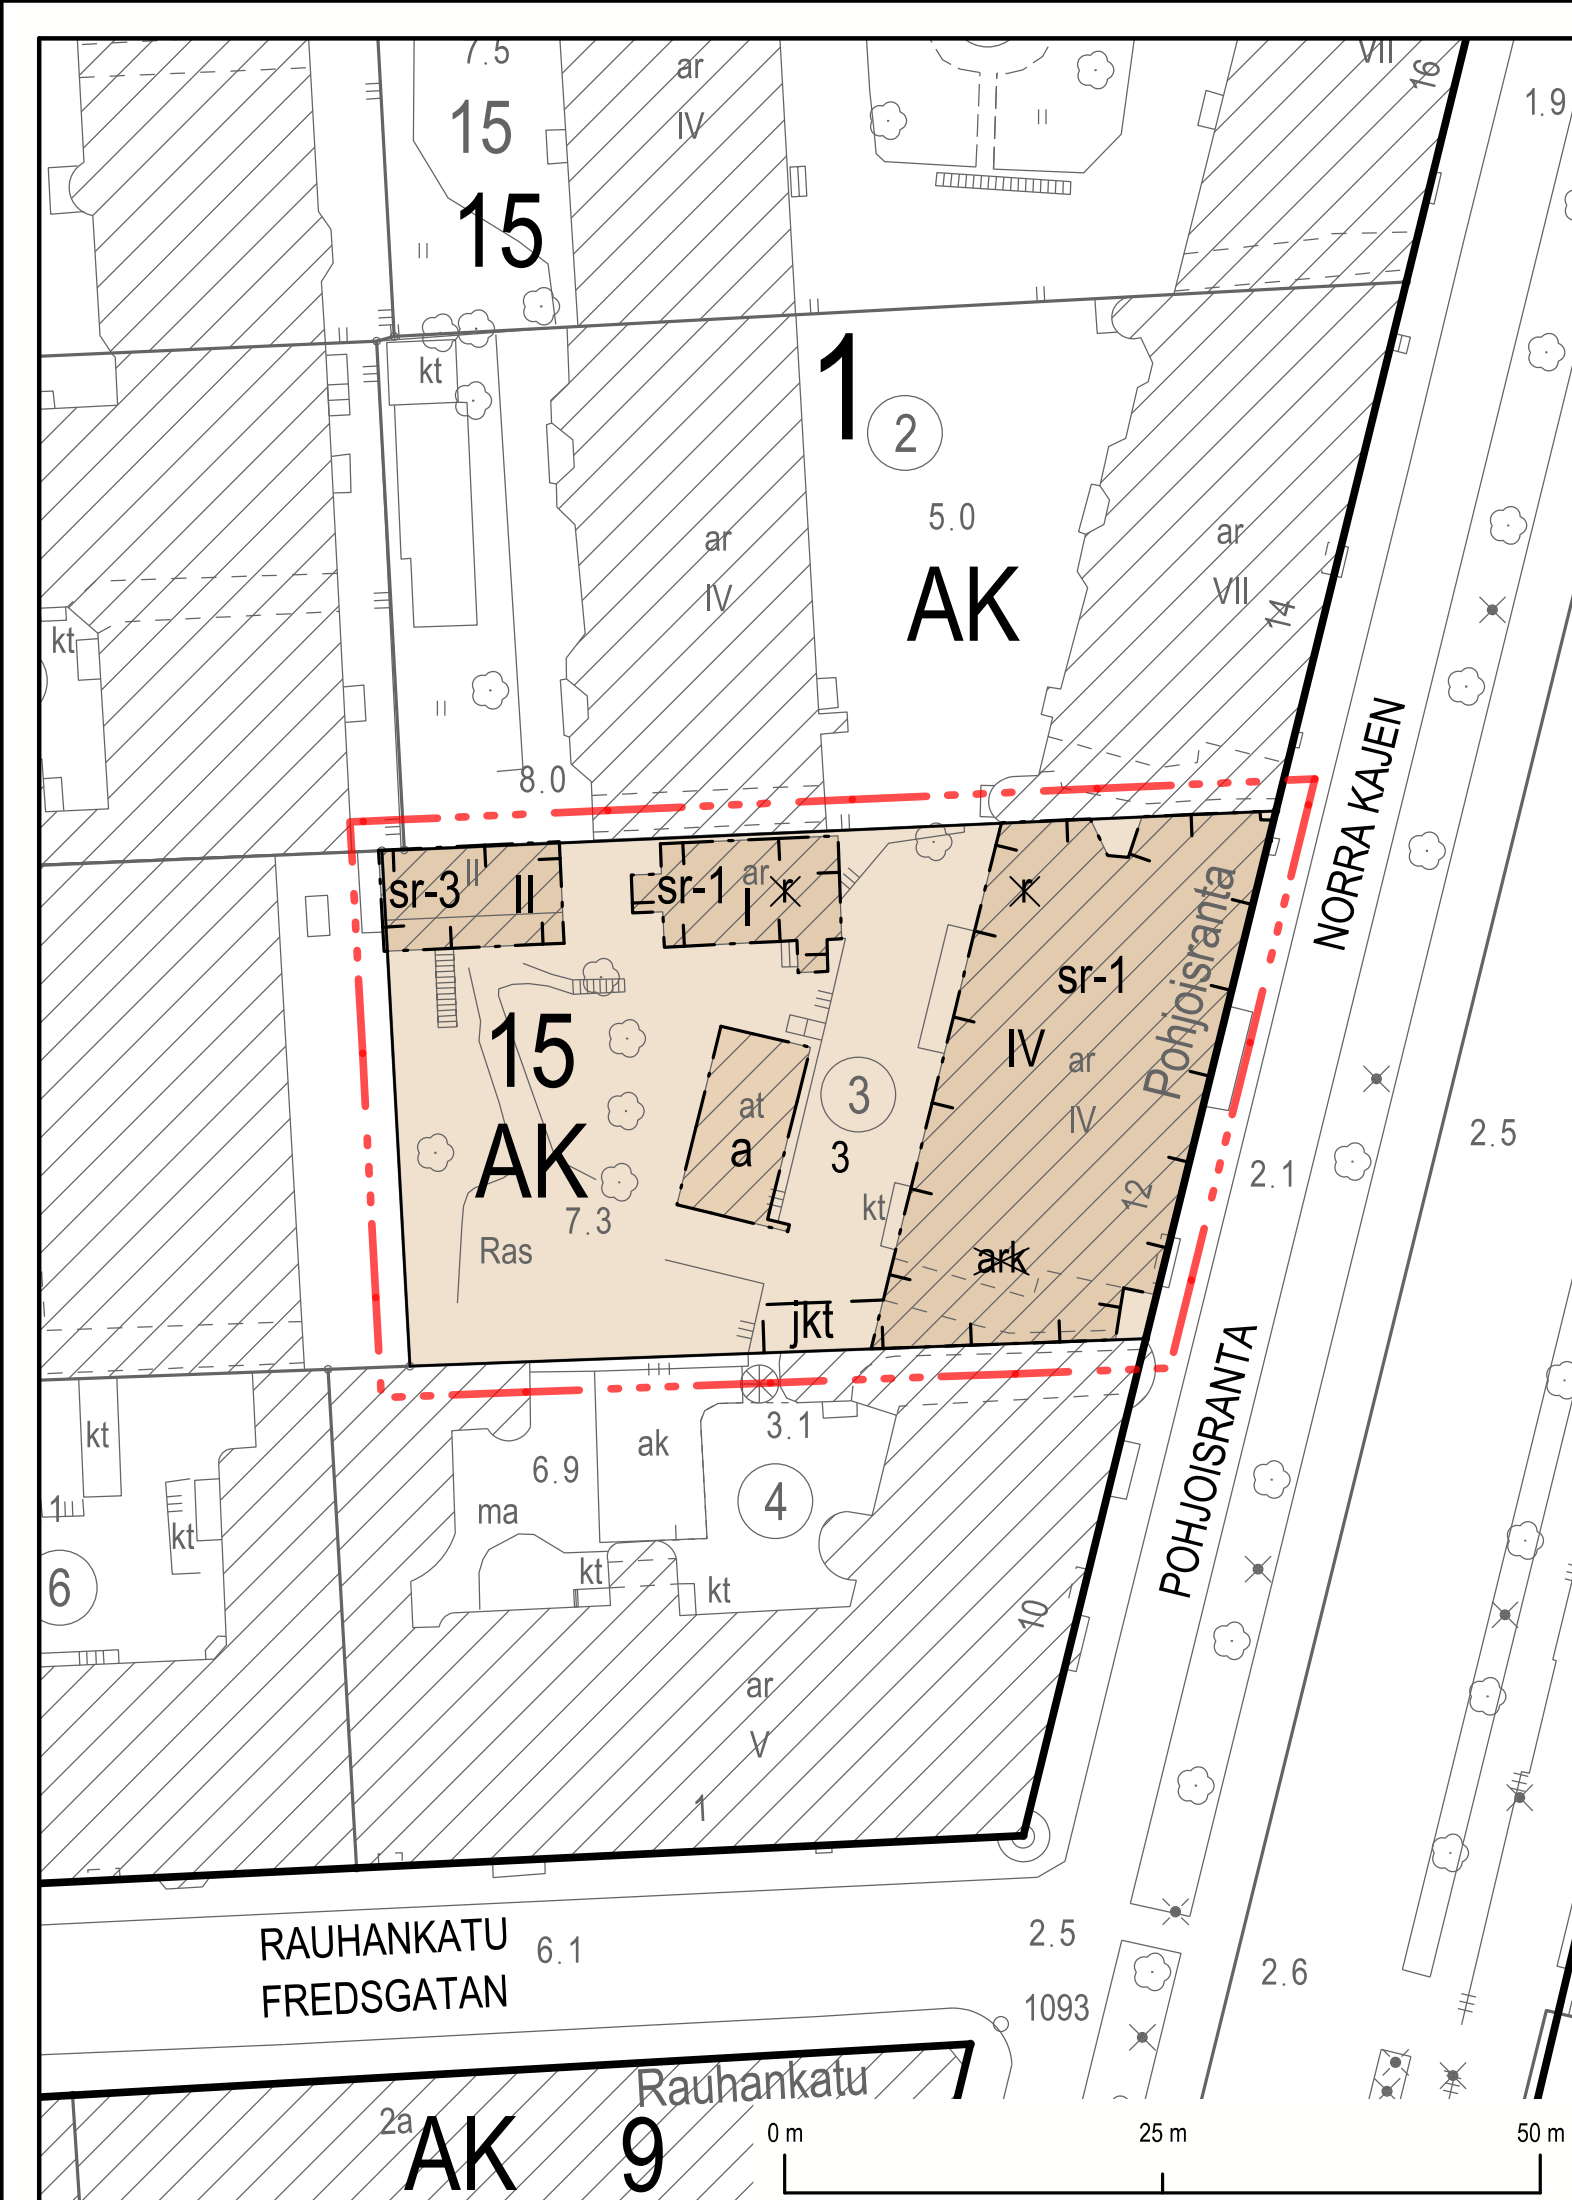 7.5
ar
VII
16
1.9
15
IV
15
kt
1
2
5.0
ar
IV
ar
VII
AK
14
kt
8.0
NORRA KAJEN
sr-3
II
II
sr-1
ar
I
r
r
Pohjoisranta
sr-1
15
IV
ar
at
3
IV
2.5
AK
a
3
2.1
12
7.3
kt
Ras
ark
jkt
POHJOISRANTA
kt
6.9
ak
3.1
ma
4
1
kt
6
kt
kt
10
ar
V
1
RAUHANKATU
6.1
2.5
FREDSGATAN
2.6
1093
Rauhankatu
2a
AK
9
0 m
25 m
50 m